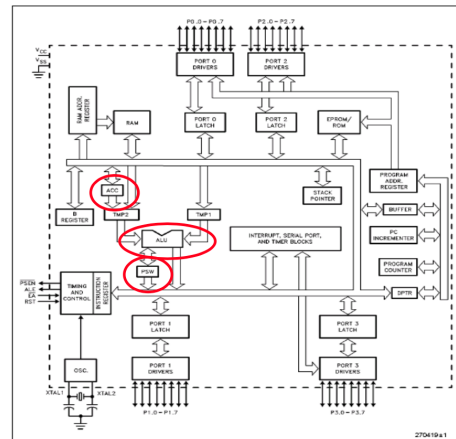 P0.0-P0.7
P2.0-P2.7
VCC
VSS
PORT 0
DRIVERS
PORT 2
DRIVERS
RAM ADDR.
REGISTER
RAM
PORT 0
LATCH
PORT 2
LATCH
EPROM/
ROM
ACC
STACK
POINTER
PROGRAM
ADDR.
REGISTER
B
REGISTER
TMP2
TMP1
BUFFER
ALU
INTERRUPT, SERIAL PORT,
AND TIMER BLOCKS
PC
INCREMENTER
PSW
PROGRAM
COUNTER
PSEN
ALE
EA
RST
TIMING
AND
CONTROL
INSTRUCTION
REGISTER
DPTR
PORT 1
LATCH
PORT 3
LATCH
OSC.
XTAL1
XTAL2
PORT 1
DRIVERS
PORT 3
DRIVERS
P1.0-P1.7
P3.0-P3.7
270419a1